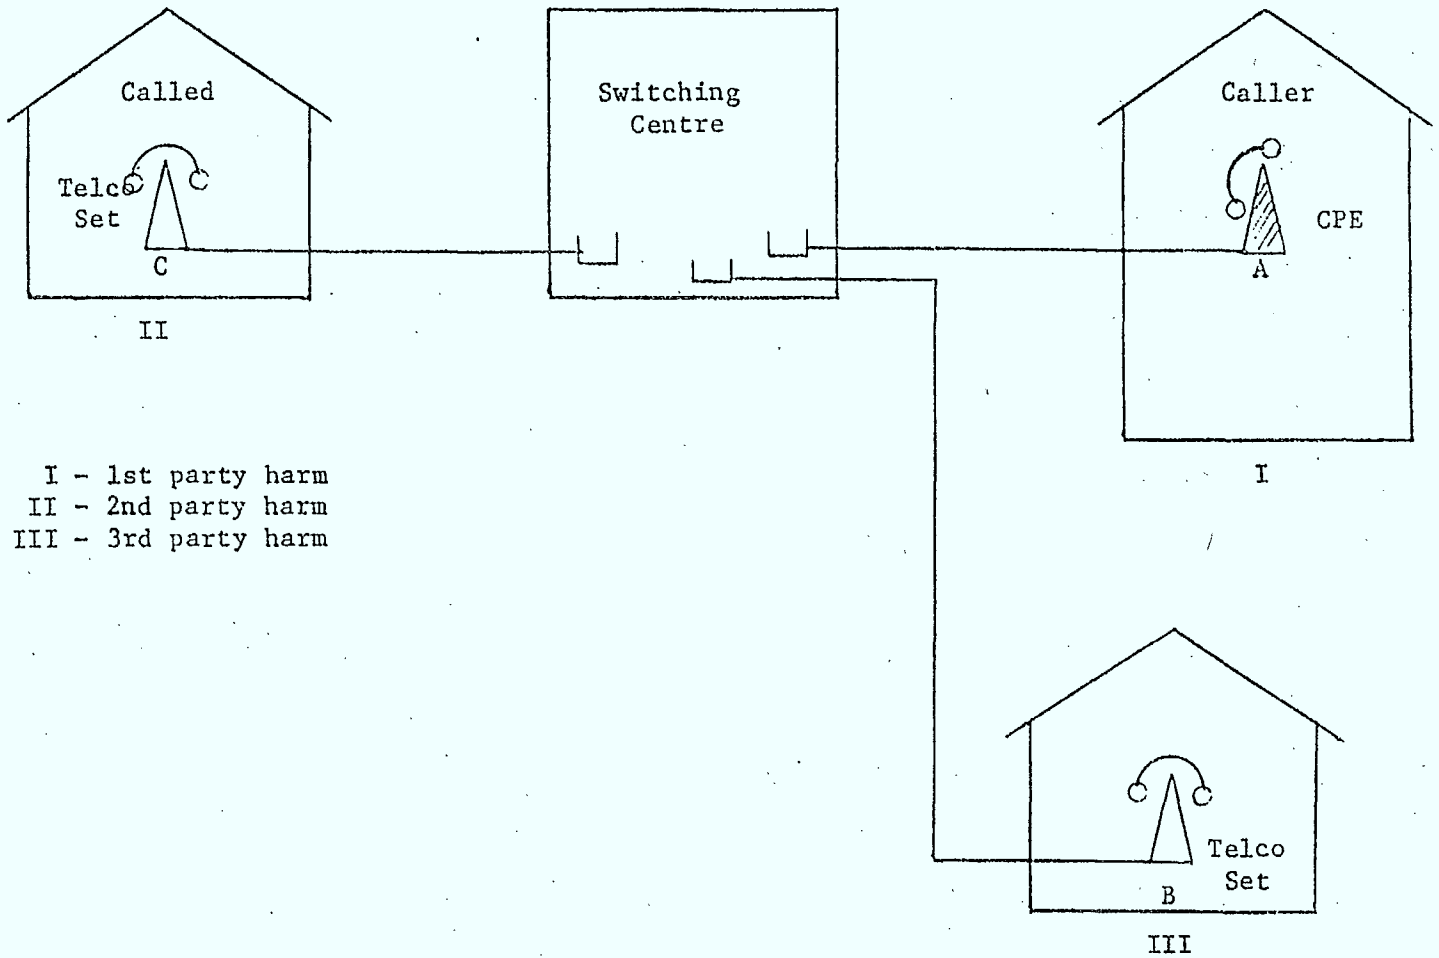 Called
Telco
Set
C
II
Switching
Centre
Caller
CPE
A
I
I - 1st party harm
II - 2nd party harm
III - 3rd party harm
Telco
Set
B
III